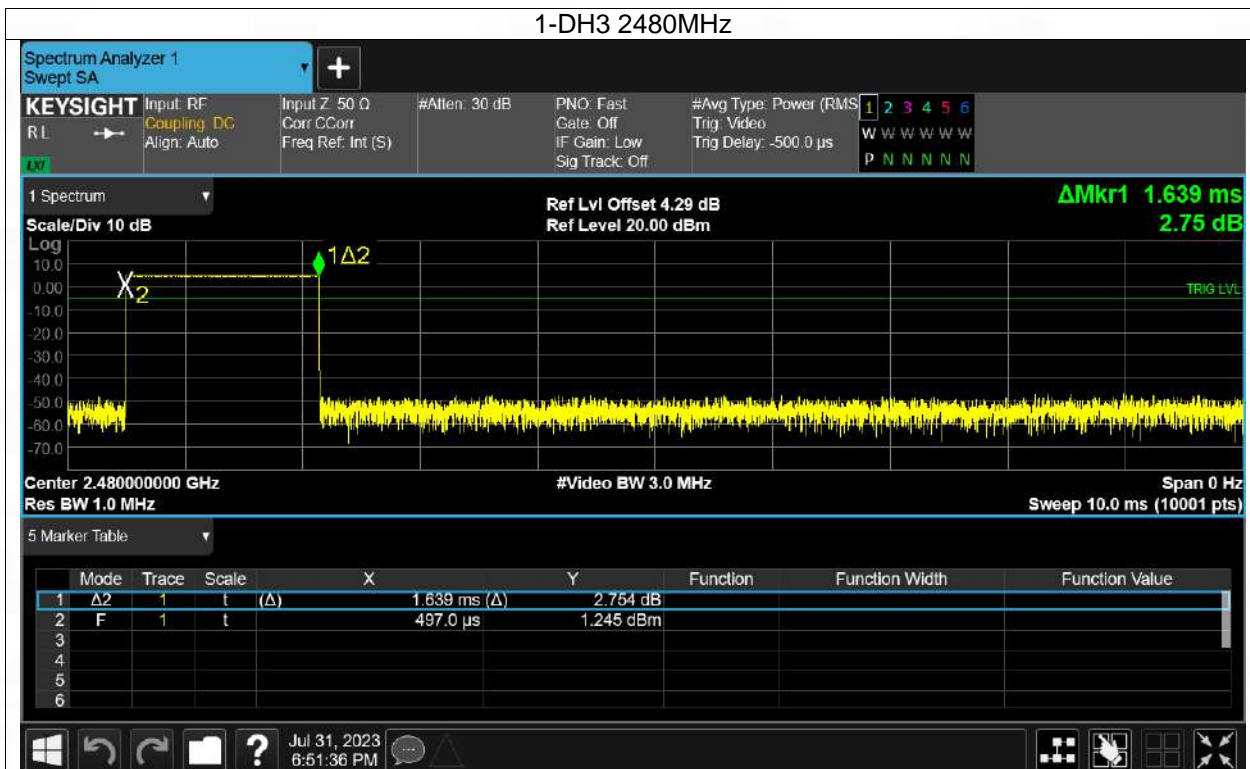 1-DH3 2480MHz
Spectrum Analyzer 1
Swept SA
+
KEYSIGHT Input: RF Input Z: 50 Ω #Atten: 30 dB PNO: Fast #Avg Type: Power (RMS 1 2 3 4 5 6
RL Coupling: DC Corr CCorr Gate: Off Trig: Video W W W W W W
Align: Auto Freq Ref: Int (S) IF Gain: Low Trig Delay: -500.0 µs
LXI Sig Track: Off P N N N N N
1 Spectrum Ref Lvl Offset 4.29 dB ΔMkr1 1.639 ms
Scale/Div 10 dB Ref Level 20.00 dBm 2.75 dB
Log
10.0 1Δ2
0.00 X2 TRIG LVL
-10.0
-20.0
-30.0
-40.0
-50.0
-60.0
-70.0
Center 2.480000000 GHz #Video BW 3.0 MHz Span 0 Hz
Res BW 1.0 MHz Sweep 10.0 ms (10001 pts)
5 Marker Table
Mode Trace Scale X Y Function Function Width Function Value
1 Δ2 1 t (Δ) 1.639 ms (Δ) 2.754 dB
2 F 1 t 497.0 µs 1.245 dBm
3
4
5
6
? Jul 31, 2023
6:51:36 PM